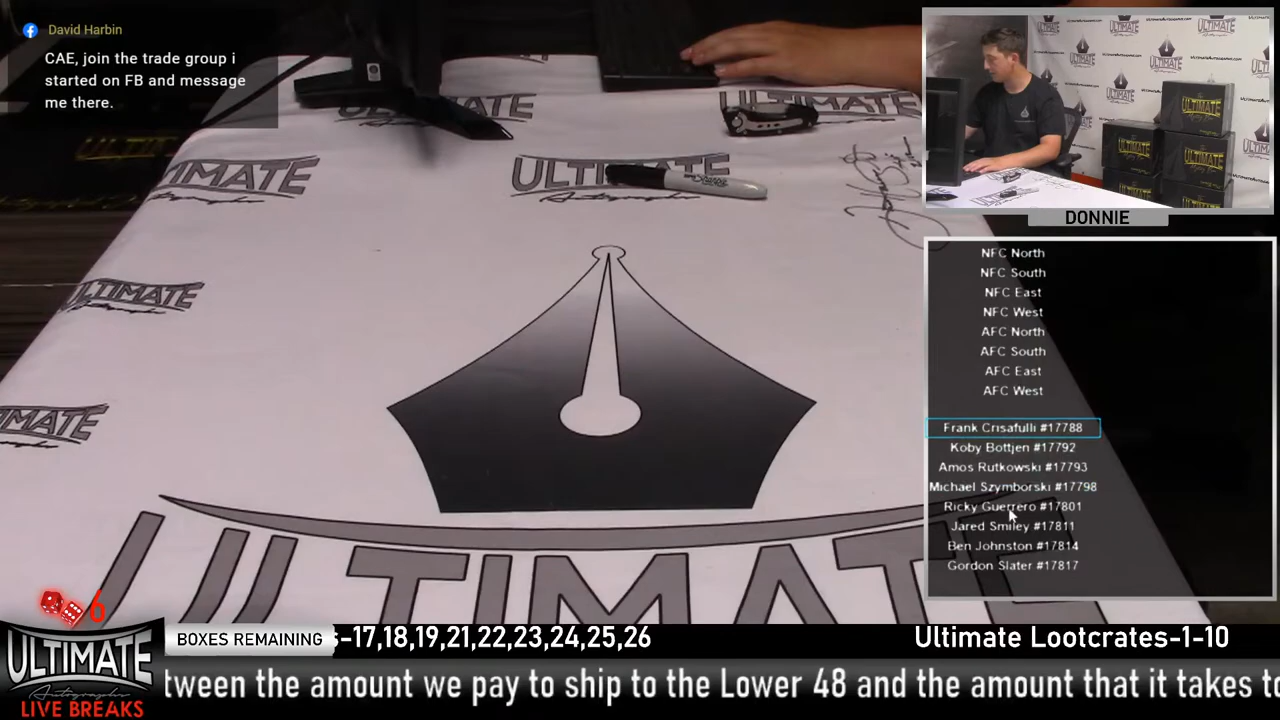 David Harbin
CAE, join the trade group i
started on FB and message
me there.
ULTIMATE
ULTIMATE
ULTIMATE
ULTIMATE
ULTIMATE
ULTIMATE
DONNIE
NFC North
NFC South
NFC East
NFC West
AFC North
AFC South
AFC East
AFC West
Frank Crisafulli #17788
Koby Bottjen #17792
Amos Rutkowski #17793
Michael Szymborski #17798
Ricky Guerrero #17801
Jared Smiley #17811
Ben Johnston #17814
Gordon Slater #17817
ULTIMATE
6
ULTIMATE
Autographs
LIVE BREAKS
BOXES REMAINING
-17,18,19,21,22,23,24,25,26
Ultimate Lootcrates-1-10
tween the amount we pay to ship to the Lower 48 and the amount that it takes to